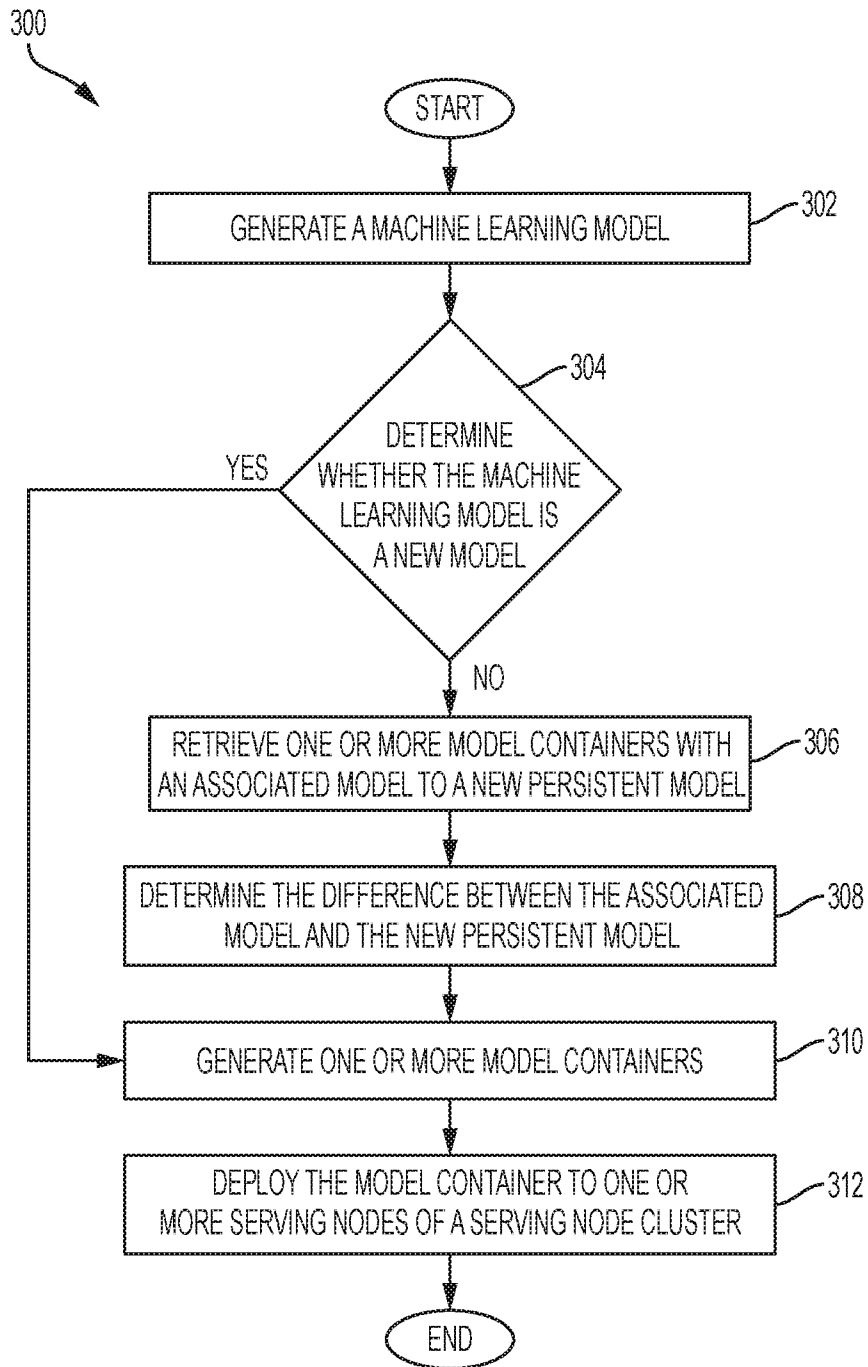 300
START
GENERATE A MACHINE LEARNING MODEL
302
304
DETERMINE
WHETHER THE MACHINE
LEARNING MODEL IS
A NEW MODEL
YES
NO
RETRIEVE ONE OR MORE MODEL CONTAINERS WITH
AN ASSOCIATED MODEL TO A NEW PERSISTENT MODEL
306
DETERMINE THE DIFFERENCE BETWEEN THE ASSOCIATED
MODEL AND THE NEW PERSISTENT MODEL
308
GENERATE ONE OR MORE MODEL CONTAINERS
310
DEPLOY THE MODEL CONTAINER TO ONE OR
MORE SERVING NODES OF A SERVING NODE CLUSTER
312
END